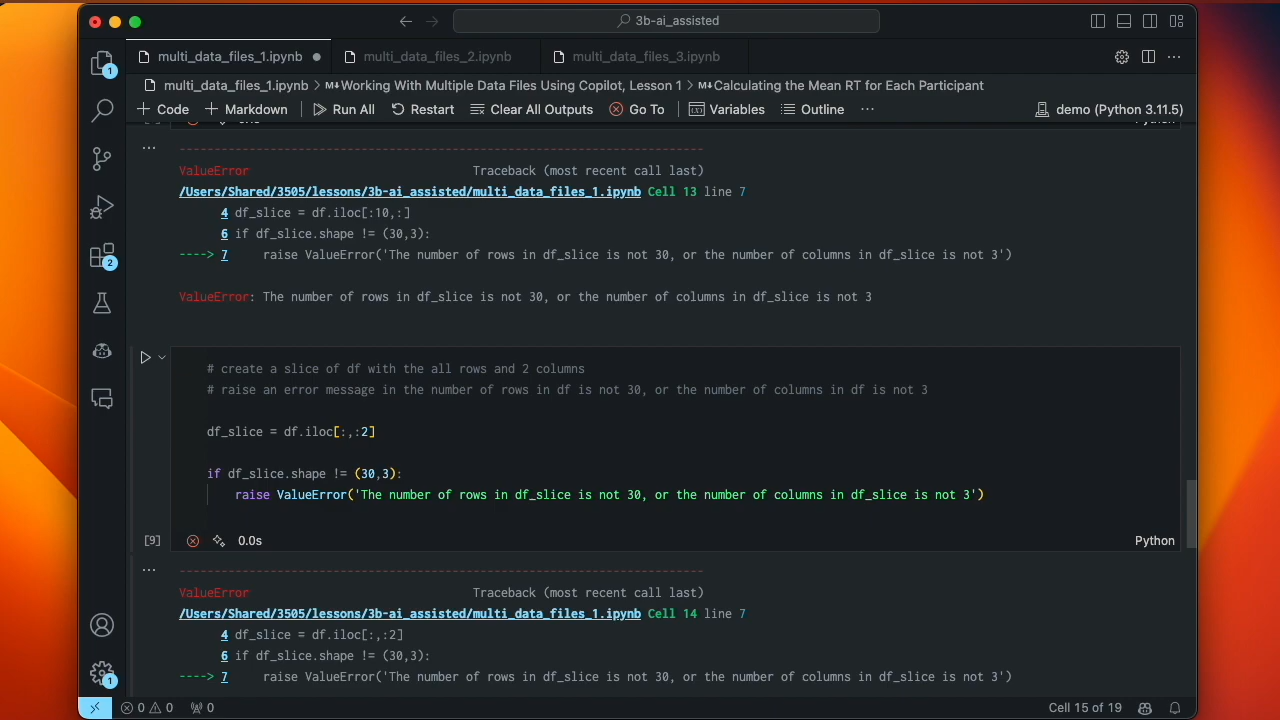 3b-ai_assisted
multi_data_files_1.ipynb
multi_data_files_2.ipynb
multi_data_files_3.ipynb
multi_data_files_1.ipynb > M↓Working With Multiple Data Files Using Copilot, Lesson 1 > M↓Calculating the Mean RT for Each Participant
+ Code + Markdown Run All Restart Clear All Outputs Go To Variables Outline ··· demo (Python 3.11.5)
ValueError Traceback (most recent call last)
/Users/Shared/3505/lessons/3b-ai_assisted/multi_data_files_1.ipynb Cell 13 line 7
4 df_slice = df.iloc[:10,:]
6 if df_slice.shape != (30,3):
----> 7 raise ValueError('The number of rows in df_slice is not 30, or the number of columns in df_slice is not 3')
ValueError: The number of rows in df_slice is not 30, or the number of columns in df_slice is not 3
# create a slice of df with the all rows and 2 columns
# raise an error message in the number of rows in df is not 30, or the number of columns in df is not 3
df_slice = df.iloc[:,:2]
if df_slice.shape != (30,3):
raise ValueError('The number of rows in df_slice is not 30, or the number of columns in df_slice is not 3')
[9] 0.0s Python
ValueError Traceback (most recent call last)
/Users/Shared/3505/lessons/3b-ai_assisted/multi_data_files_1.ipynb Cell 14 line 7
4 df_slice = df.iloc[:,:2]
6 if df_slice.shape != (30,3):
----> 7 raise ValueError('The number of rows in df_slice is not 30, or the number of columns in df_slice is not 3')
1
2
1
0 0 0 Cell 15 of 19